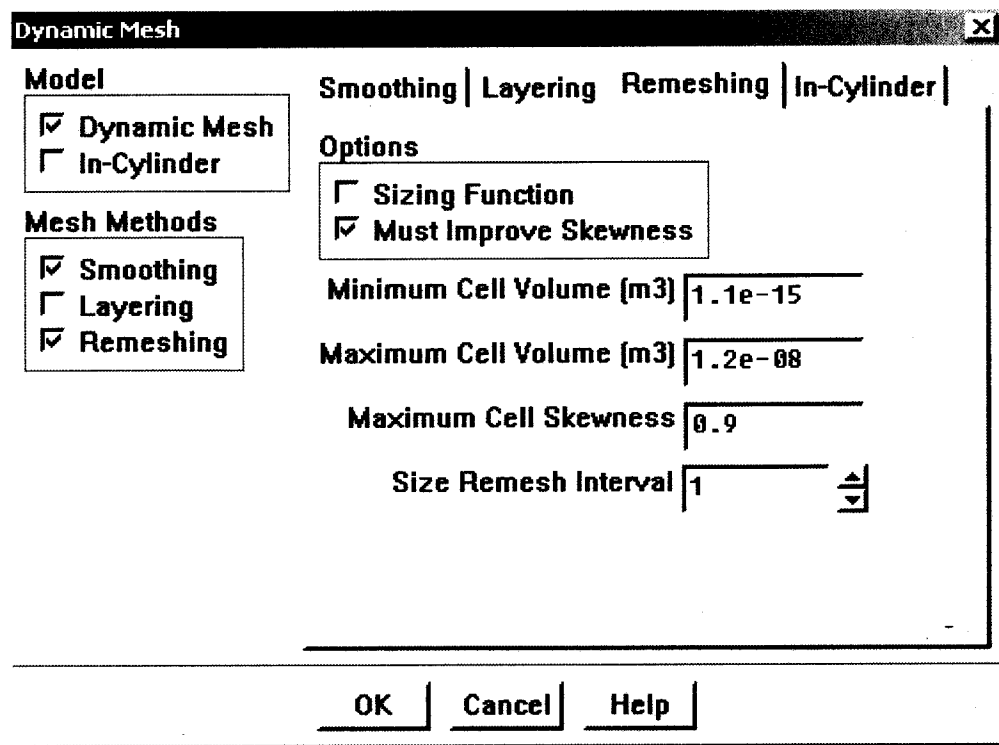 Dynamic Mesh
Model
Dynamic Mesh
In-Cylinder
Mesh Methods
Smoothing
Layering
Remeshing
Smoothing Layering Remeshing In-Cylinder
Options
Sizing Function
Must Improve Skewness
Minimum Cell Volume (m3) 1.1e-15
Maximum Cell Volume (m3) 1.2e-08
Maximum Cell Skewness 0.9
Size Remesh Interval 1
OK Cancel Help